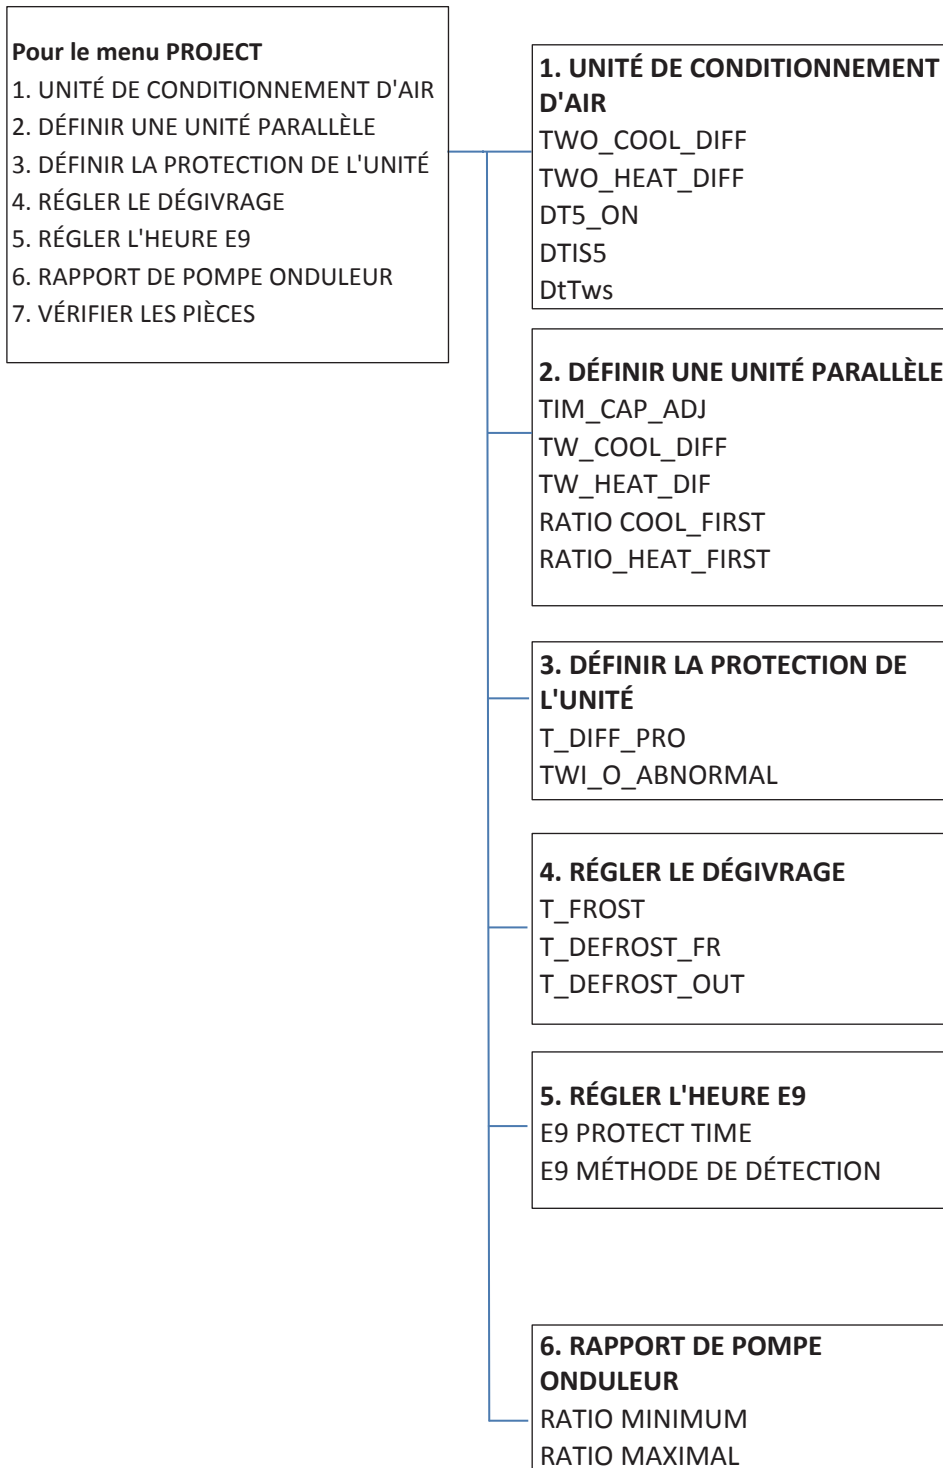 Pour le menu PROJECT
1. UNITÉ DE CONDITIONNEMENT D'AIR
2. DÉFINIR UNE UNITÉ PARALLÈLE
3. DÉFINIR LA PROTECTION DE L'UNITÉ
4. RÉGLER LE DÉGIVRAGE
5. RÉGLER L'HEURE E9
6. RAPPORT DE POMPE ONDULEUR
7. VÉRIFIER LES PIÈCES
1. UNITÉ DE CONDITIONNEMENT
D'AIR
TWO_COOL_DIFF
TWO_HEAT_DIFF
DT5_ON
DTIS5
DtTws
2. DÉFINIR UNE UNITÉ PARALLÈLE
TIM_CAP_ADJ
TW_COOL_DIFF
TW_HEAT_DIF
RATIO COOL_FIRST
RATIO_HEAT_FIRST
3. DÉFINIR LA PROTECTION DE
L'UNITÉ
T_DIFF_PRO
TWI_O_ABNORMAL
4. RÉGLER LE DÉGIVRAGE
T_FROST
T_DEFROST_FR
T_DEFROST_OUT
5. RÉGLER L'HEURE E9
E9 PROTECT TIME
E9 MÉTHODE DE DÉTECTION
6. RAPPORT DE POMPE
ONDULEUR
RATIO MINIMUM
RATIO MAXIMAL